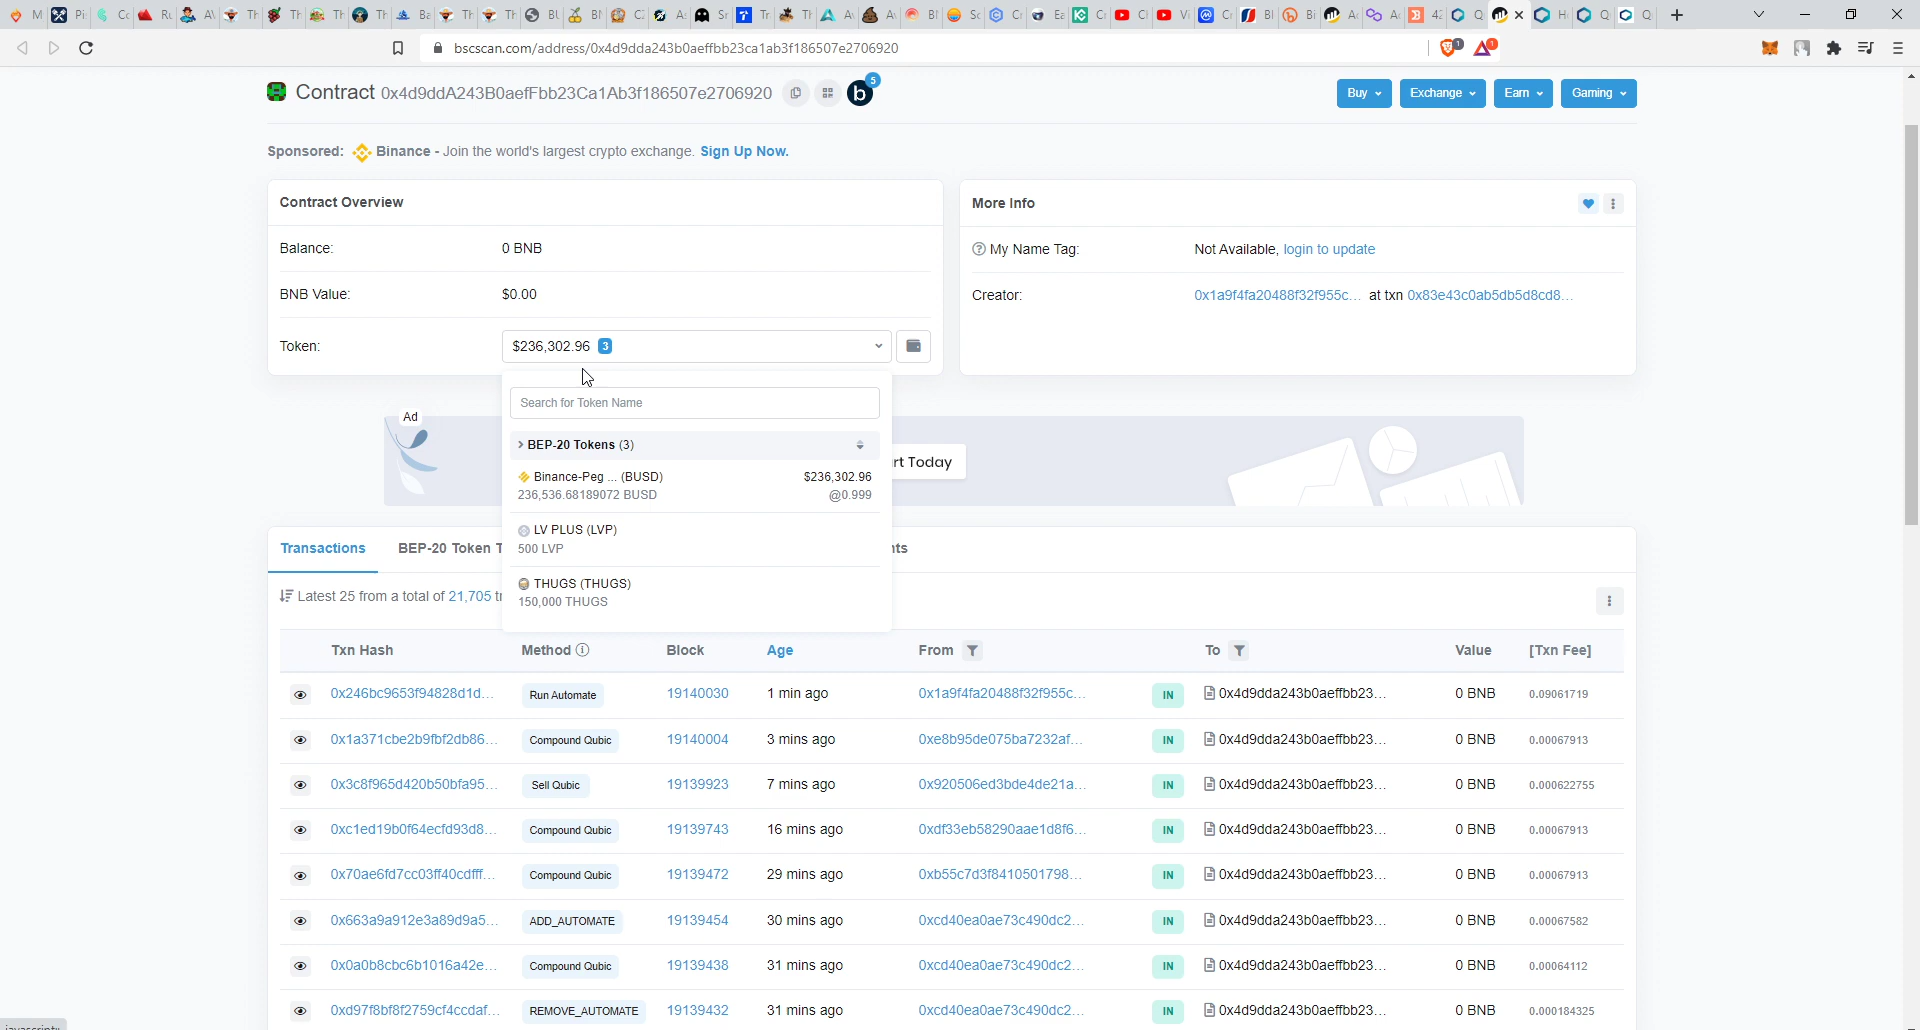 bscscan.com/address/0x4d9dda243b0aeffbb23ca1ab3f186507e2706920
1
1
Contract 0x4d9ddA243B0aefFbb23Ca1Ab3f186507e2706920
b
5
Buy
Exchange
Earn
Gaming
Sponsored: Binance - Join the world's largest crypto exchange. Sign Up Now.
Contract Overview
Balance: 0 BNB
BNB Value: $0.00
Token: $236,302.96 3
More Info
My Name Tag: Not Available, login to update
Creator: 0x1a9f4fa20488f32f955c... at txn 0x83e43c0ab5db5d8cd8...
Search for Token Name
BEP-20 Tokens (3)
Binance-Peg ... (BUSD) $236,302.96
236,536.68189072 BUSD @0.999
LV PLUS (LVP)
500 LVP
THUGS (THUGS)
150,000 THUGS
Ad
rt Today
Transactions BEP-20 Token T nts
Latest 25 from a total of 21,705 tr
Txn Hash Method Block Age From To Value [Txn Fee]
0x246bc9653f94828d1d... Run Automate 19140030 1 min ago 0x1a9f4fa20488f32f955c... IN 0x4d9dda243b0aeffbb23... 0 BNB 0.09061719
0x1a371cbe2b9fbf2db86... Compound Qubic 19140004 3 mins ago 0xe8b95de075ba7232af... IN 0x4d9dda243b0aeffbb23... 0 BNB 0.00067913
0x3c8f965d420b50bfa95... Sell Qubic 19139923 7 mins ago 0x920506ed3bde4de21a... IN 0x4d9dda243b0aeffbb23... 0 BNB 0.000622755
0xc1ed19b0f64ecfd93d8... Compound Qubic 19139743 16 mins ago 0xdf33eb58290aae1d8f6... IN 0x4d9dda243b0aeffbb23... 0 BNB 0.00067913
0x70ae6fd7cc03ff40cdfff... Compound Qubic 19139472 29 mins ago 0xb55c7d3f8410501798... IN 0x4d9dda243b0aeffbb23... 0 BNB 0.00067913
0x663a9a912e3a89d9a5... ADD_AUTOMATE 19139454 30 mins ago 0xcd40ea0ae73c490dc2... IN 0x4d9dda243b0aeffbb23... 0 BNB 0.00067582
0x0a0b8cbc6b1016a42e... Compound Qubic 19139438 31 mins ago 0xcd40ea0ae73c490dc2... IN 0x4d9dda243b0aeffbb23... 0 BNB 0.00064112
0xd97f8bf8f2759cf4ccdaf... REMOVE_AUTOMATE 19139432 31 mins ago 0xcd40ea0ae73c490dc2... IN 0x4d9dda243b0aeffbb23... 0 BNB 0.000184325